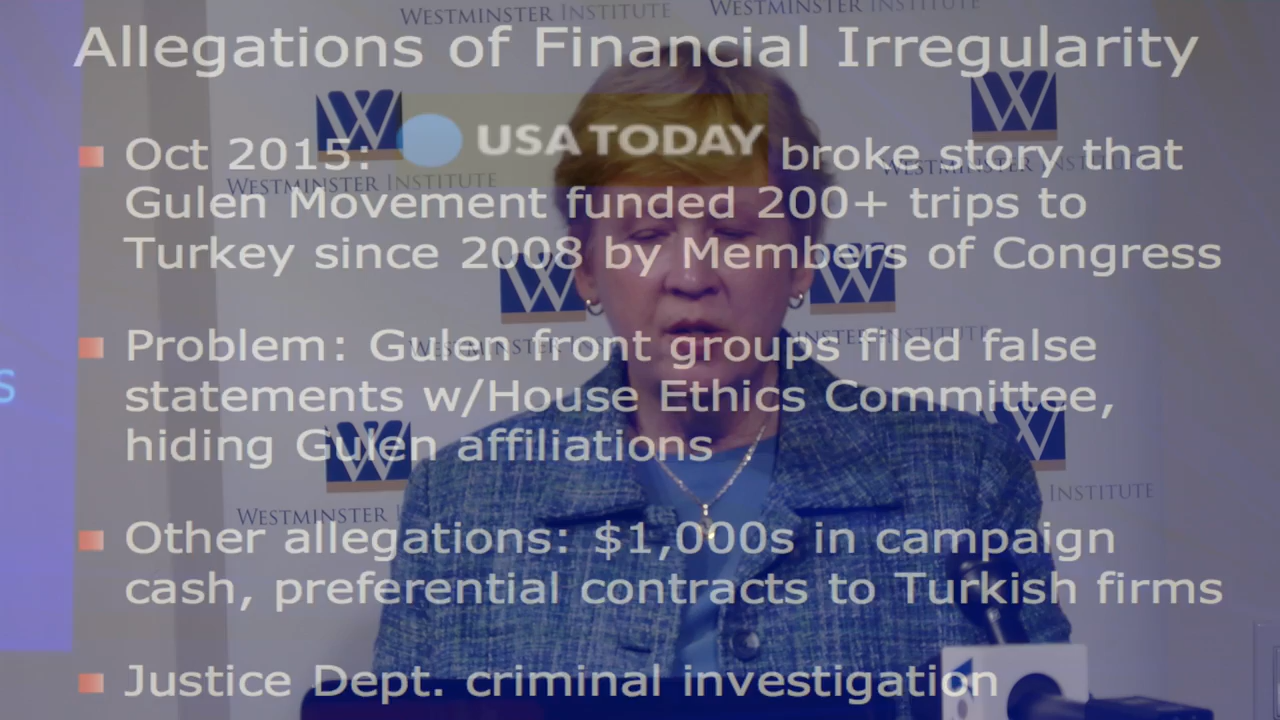 WESTMINSTER INSTITUTE WESTMINSTER INSTITUTE
Allegations of Financial Irregularity
W W
Oct 2015: USA TODAY broke story that
WESTMINSTER INSTITUTE WESTMINSTER
Gulen Movement funded 200+ trips to
Turkey since 2008 by Members of Congress
W W
Problem: Gulen front groups filed false
WESTMINSTER INSTITUTE
statements w/House Ethics Committee,
s
hiding Gulen affiliations
W W
INSTITUTE
WESTMINSTER
Other allegations: $1,000s in campaign
cash, preferential contracts to Turkish firms
Justice Dept. criminal investigation